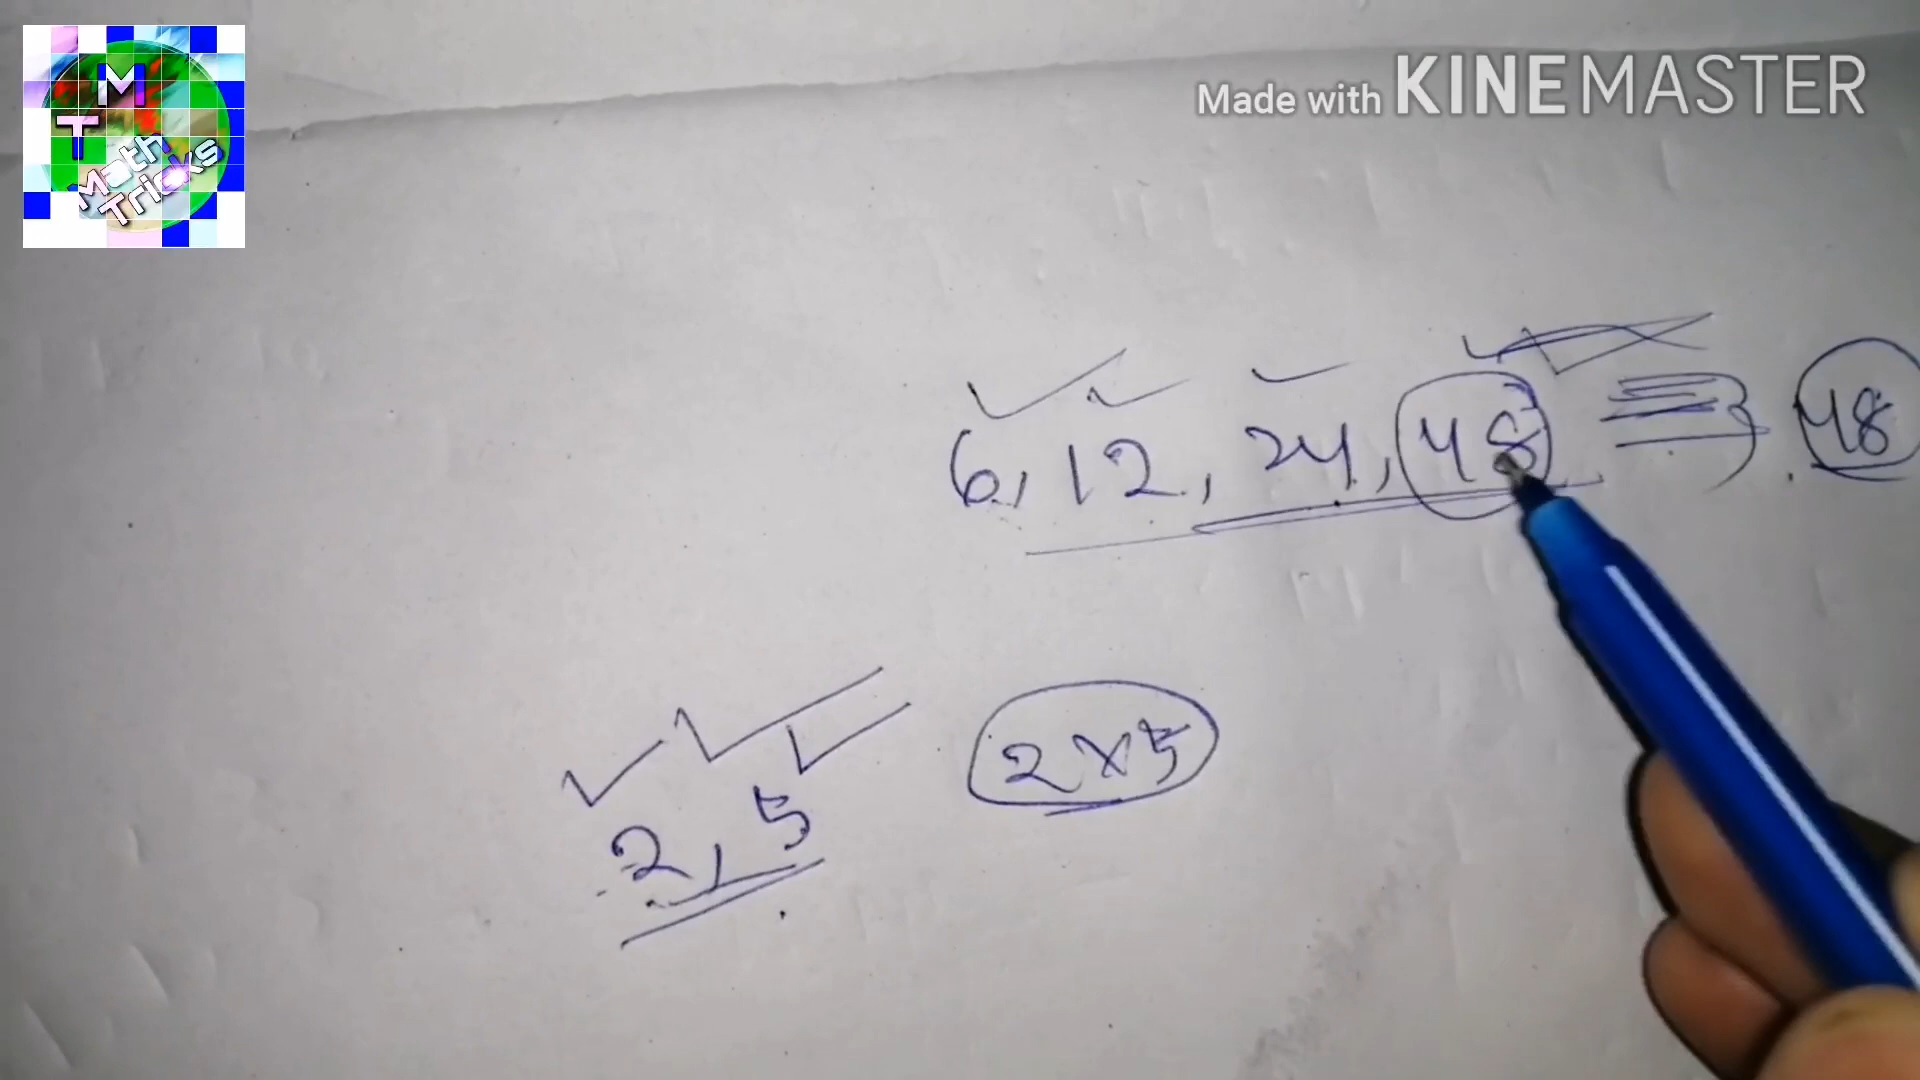 M
T
Math
Tricks
Made with KINEMASTER
6, 12, 24, 48 48
2, 5 2×5